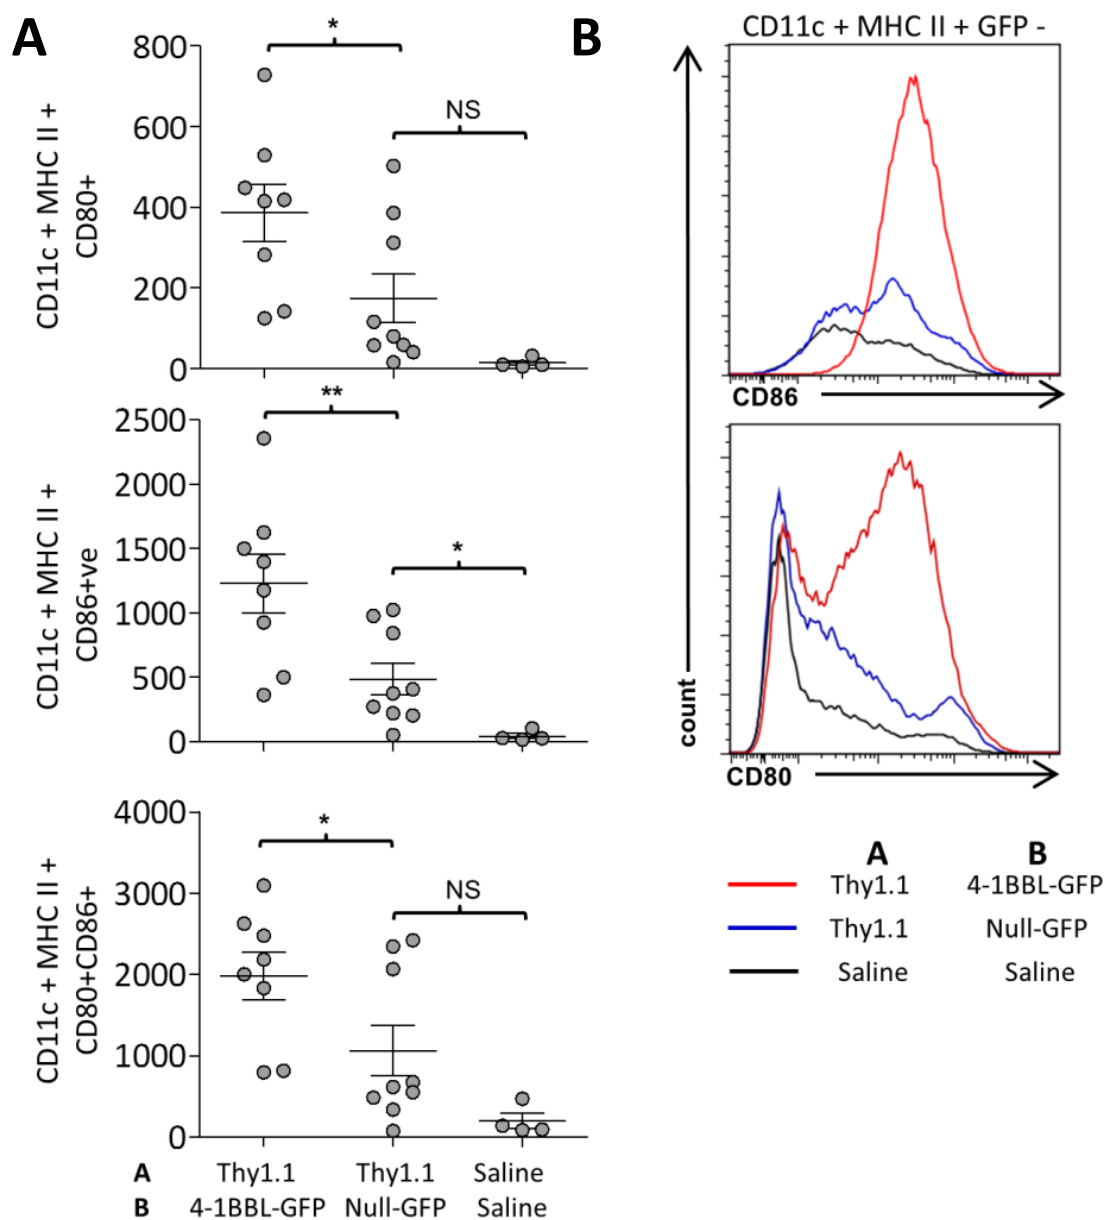 A
*
800
600
400
200
0
NS
CD11c + MHC II +
CD80+
**
2500
2000
1500
1000
500
0
*
CD11c + MHC II +
CD86+ve
*
4000
3000
2000
1000
0
NS
CD11c + MHC II +
CD80+CD86+
A Thy1.1 Thy1.1 Saline
B 4-1BBL-GFP Null-GFP Saline
B
CD11c + MHC II + GFP -
CD86
count
CD80
A B
Thy1.1 4-1BBL-GFP
Thy1.1 Null-GFP
Saline Saline